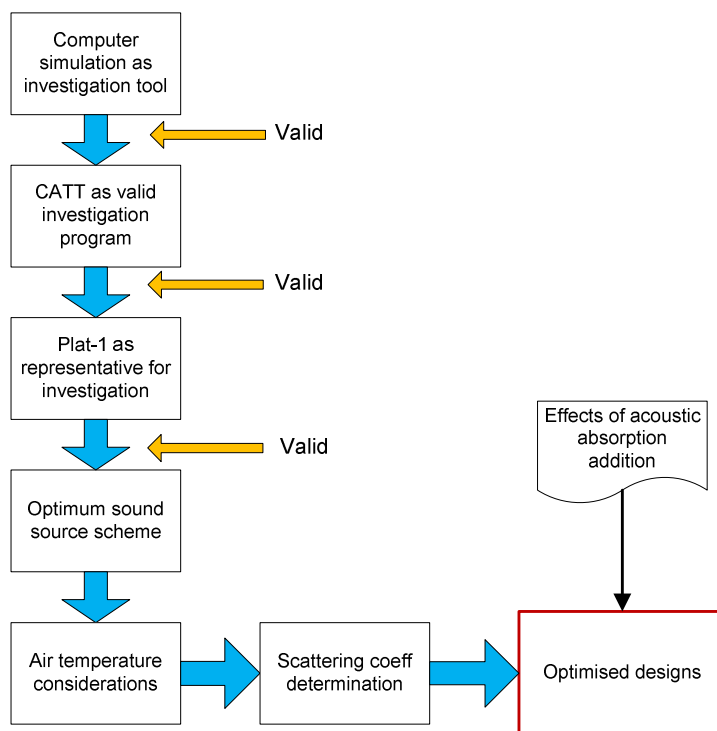 Computer
simulation as
investigation tool
Valid
CATT as valid
investigation
program
Valid
Plat-1 as
representative for
investigation
Valid
Optimum sound
source scheme
Effects of acoustic
absorption
addition
Air temperature
considerations
Scattering coeff
determination
Optimised designs